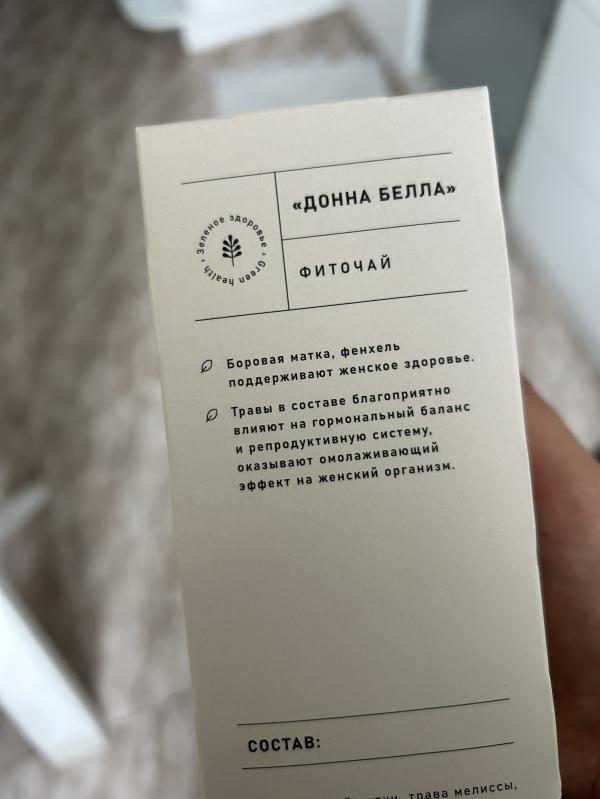 «ДОННА БЕЛЛА»
Зеленое здоровье · Green health ·
ФИТОЧАЙ
Боровая матка, фенхель
поддерживают женское здоровье.
Травы в составе благоприятно
влияют на гормональный баланс
и репродуктивную систему,
оказывают омолаживающий
эффект на женский организм.
СОСТАВ:
трава мелиссы,